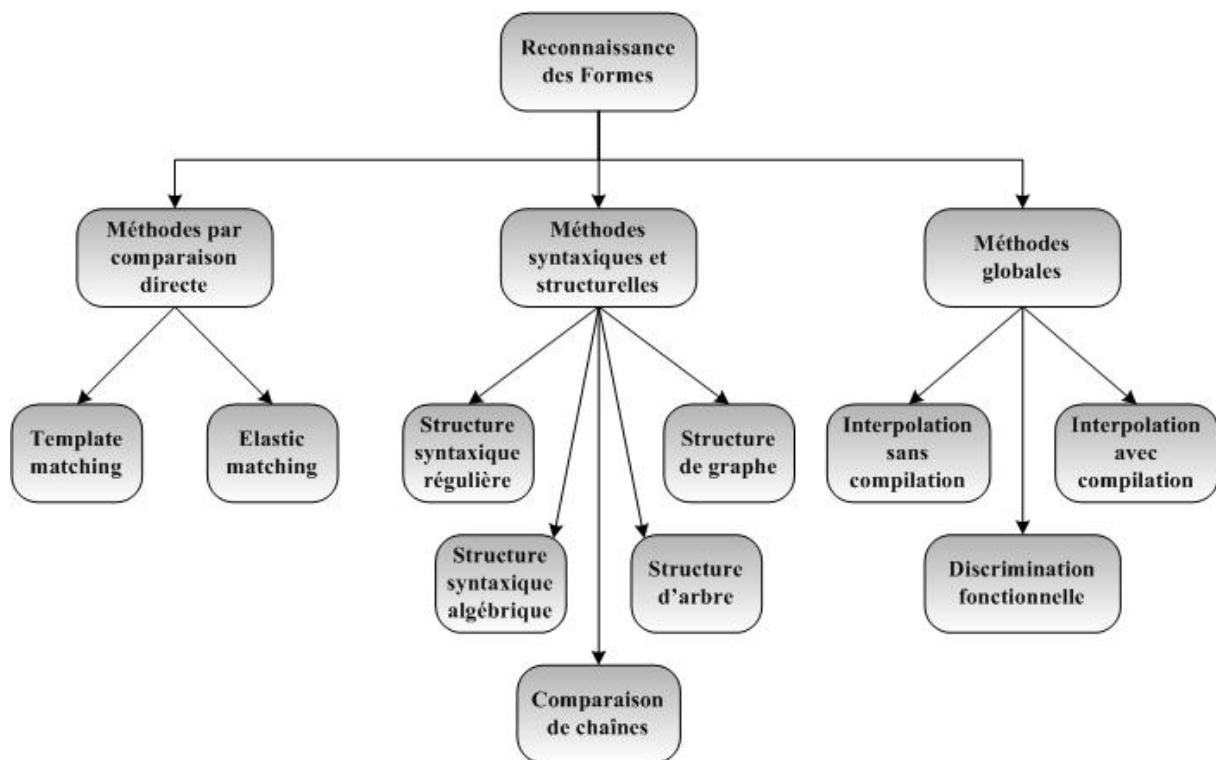 Reconnaissance
des Formes
Méthodes par
comparaison
directe
Méthodes
syntaxiques et
structurelles
Méthodes
globales
Template
matching
Elastic
matching
Structure
syntaxique
régulière
Structure
de graphe
Interpolation
sans
compilation
Interpolation
avec
compilation
Structure
syntaxique
algébrique
Structure
d'arbre
Discrimination
fonctionnelle
Comparaison
de chaînes